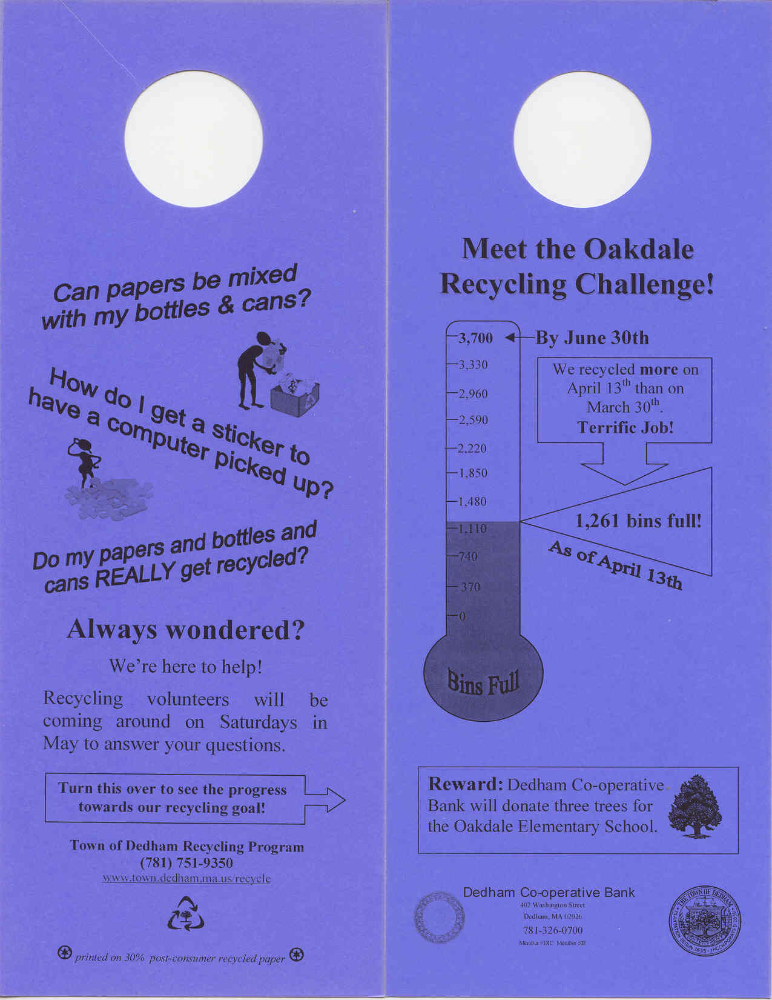 Can papers be mixed
with my bottles & cans?
How do I get a sticker to
have a computer picked up?
Do my papers and bottles and
cans REALLY get recycled?
Always wondered?
We're here to help!
Recycling volunteers will be
coming around on Saturdays in
May to answer your questions.
Turn this over to see the progress
towards our recycling goal!
Town of Dedham Recycling Program
(781) 751-9350
www.town.dedham.ma.us/recycle
printed on 30% post-consumer recycled paper
Meet the Oakdale
Recycling Challenge!
3,700
By June 30th
3,330
2,960
2,590
2,220
1,850
1,480
1,110
740
370
0
Bins Full
We recycled more on
April 13th than on
March 30th.
Terrific Job!
1,261 bins full!
As of April 13th
Reward: Dedham Co-operative
Bank will donate three trees for
the Oakdale Elementary School.
Dedham Co-operative Bank
402 Washington Street
Dedham, MA 02026
781-326-0700
Member FDIC Member SIF
THE TOWN OF DEDHAM
PLANTATION BEGUN 1635: INCORPORATED 1636
CONTENTMENT